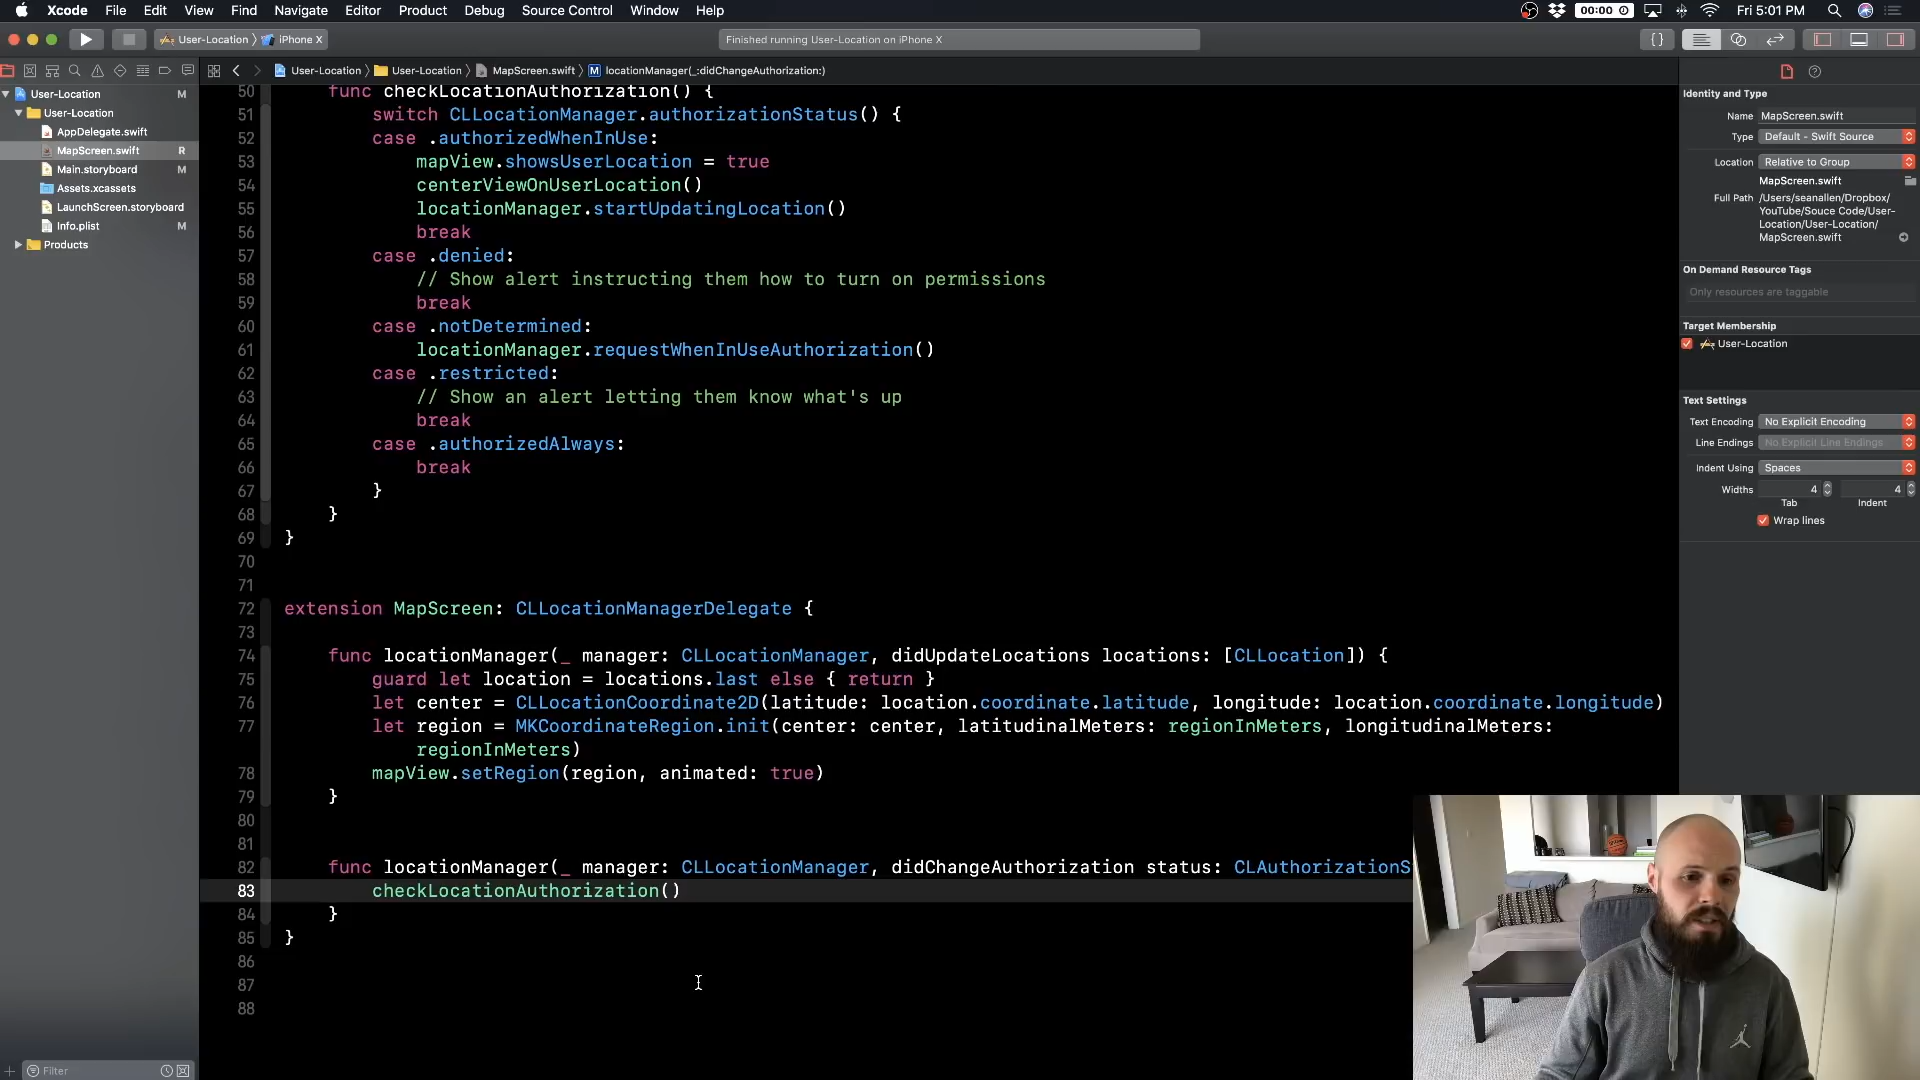 Xcode File Edit View Find Navigate Editor Product Debug Source Control Window Help
00:00
Fri 5:01 PM
User-Location iPhone X
Finished running User-Location on iPhone X
User-Location User-Location MapScreen.swift M locationManager(_:didChangeAuthorization:)
User-Location M
User-Location
AppDelegate.swift
MapScreen.swift R
Main.storyboard M
Assets.xcassets
LaunchScreen.storyboard
Info.plist M
Products
Filter
50 func checkLocationAuthorization() {
51 switch CLLocationManager.authorizationStatus() {
52 case .authorizedWhenInUse:
53 mapView.showsUserLocation = true
54 centerViewOnUserLocation()
55 locationManager.startUpdatingLocation()
56 break
57 case .denied:
58 // Show alert instructing them how to turn on permissions
59 break
60 case .notDetermined:
61 locationManager.requestWhenInUseAuthorization()
62 case .restricted:
63 // Show an alert letting them know what's up
64 break
65 case .authorizedAlways:
66 break
67 }
68 }
69 }
70
71
72 extension MapScreen: CLLocationManagerDelegate {
73
74 func locationManager(_ manager: CLLocationManager, didUpdateLocations locations: [CLLocation]) {
75 guard let location = locations.last else { return }
76 let center = CLLocationCoordinate2D(latitude: location.coordinate.latitude, longitude: location.coordinate.longitude)
77 let region = MKCoordinateRegion.init(center: center, latitudinalMeters: regionInMeters, longitudinalMeters:
regionInMeters)
78 mapView.setRegion(region, animated: true)
79 }
80
81
82 func locationManager(_ manager: CLLocationManager, didChangeAuthorization status: CLAuthorizationS
83 checkLocationAuthorization()
84 }
85 }
86
87
88
Identity and Type
Name MapScreen.swift
Type Default - Swift Source
Location Relative to Group
MapScreen.swift
Full Path /Users/seanallen/Dropbox/
YouTube/Souce Code/User-
Location/User-Location/
MapScreen.swift
On Demand Resource Tags
Only resources are taggable
Target Membership
User-Location
Text Settings
Text Encoding No Explicit Encoding
Line Endings No Explicit Line Endings
Indent Using Spaces
Widths 4 4
Tab Indent
Wrap lines